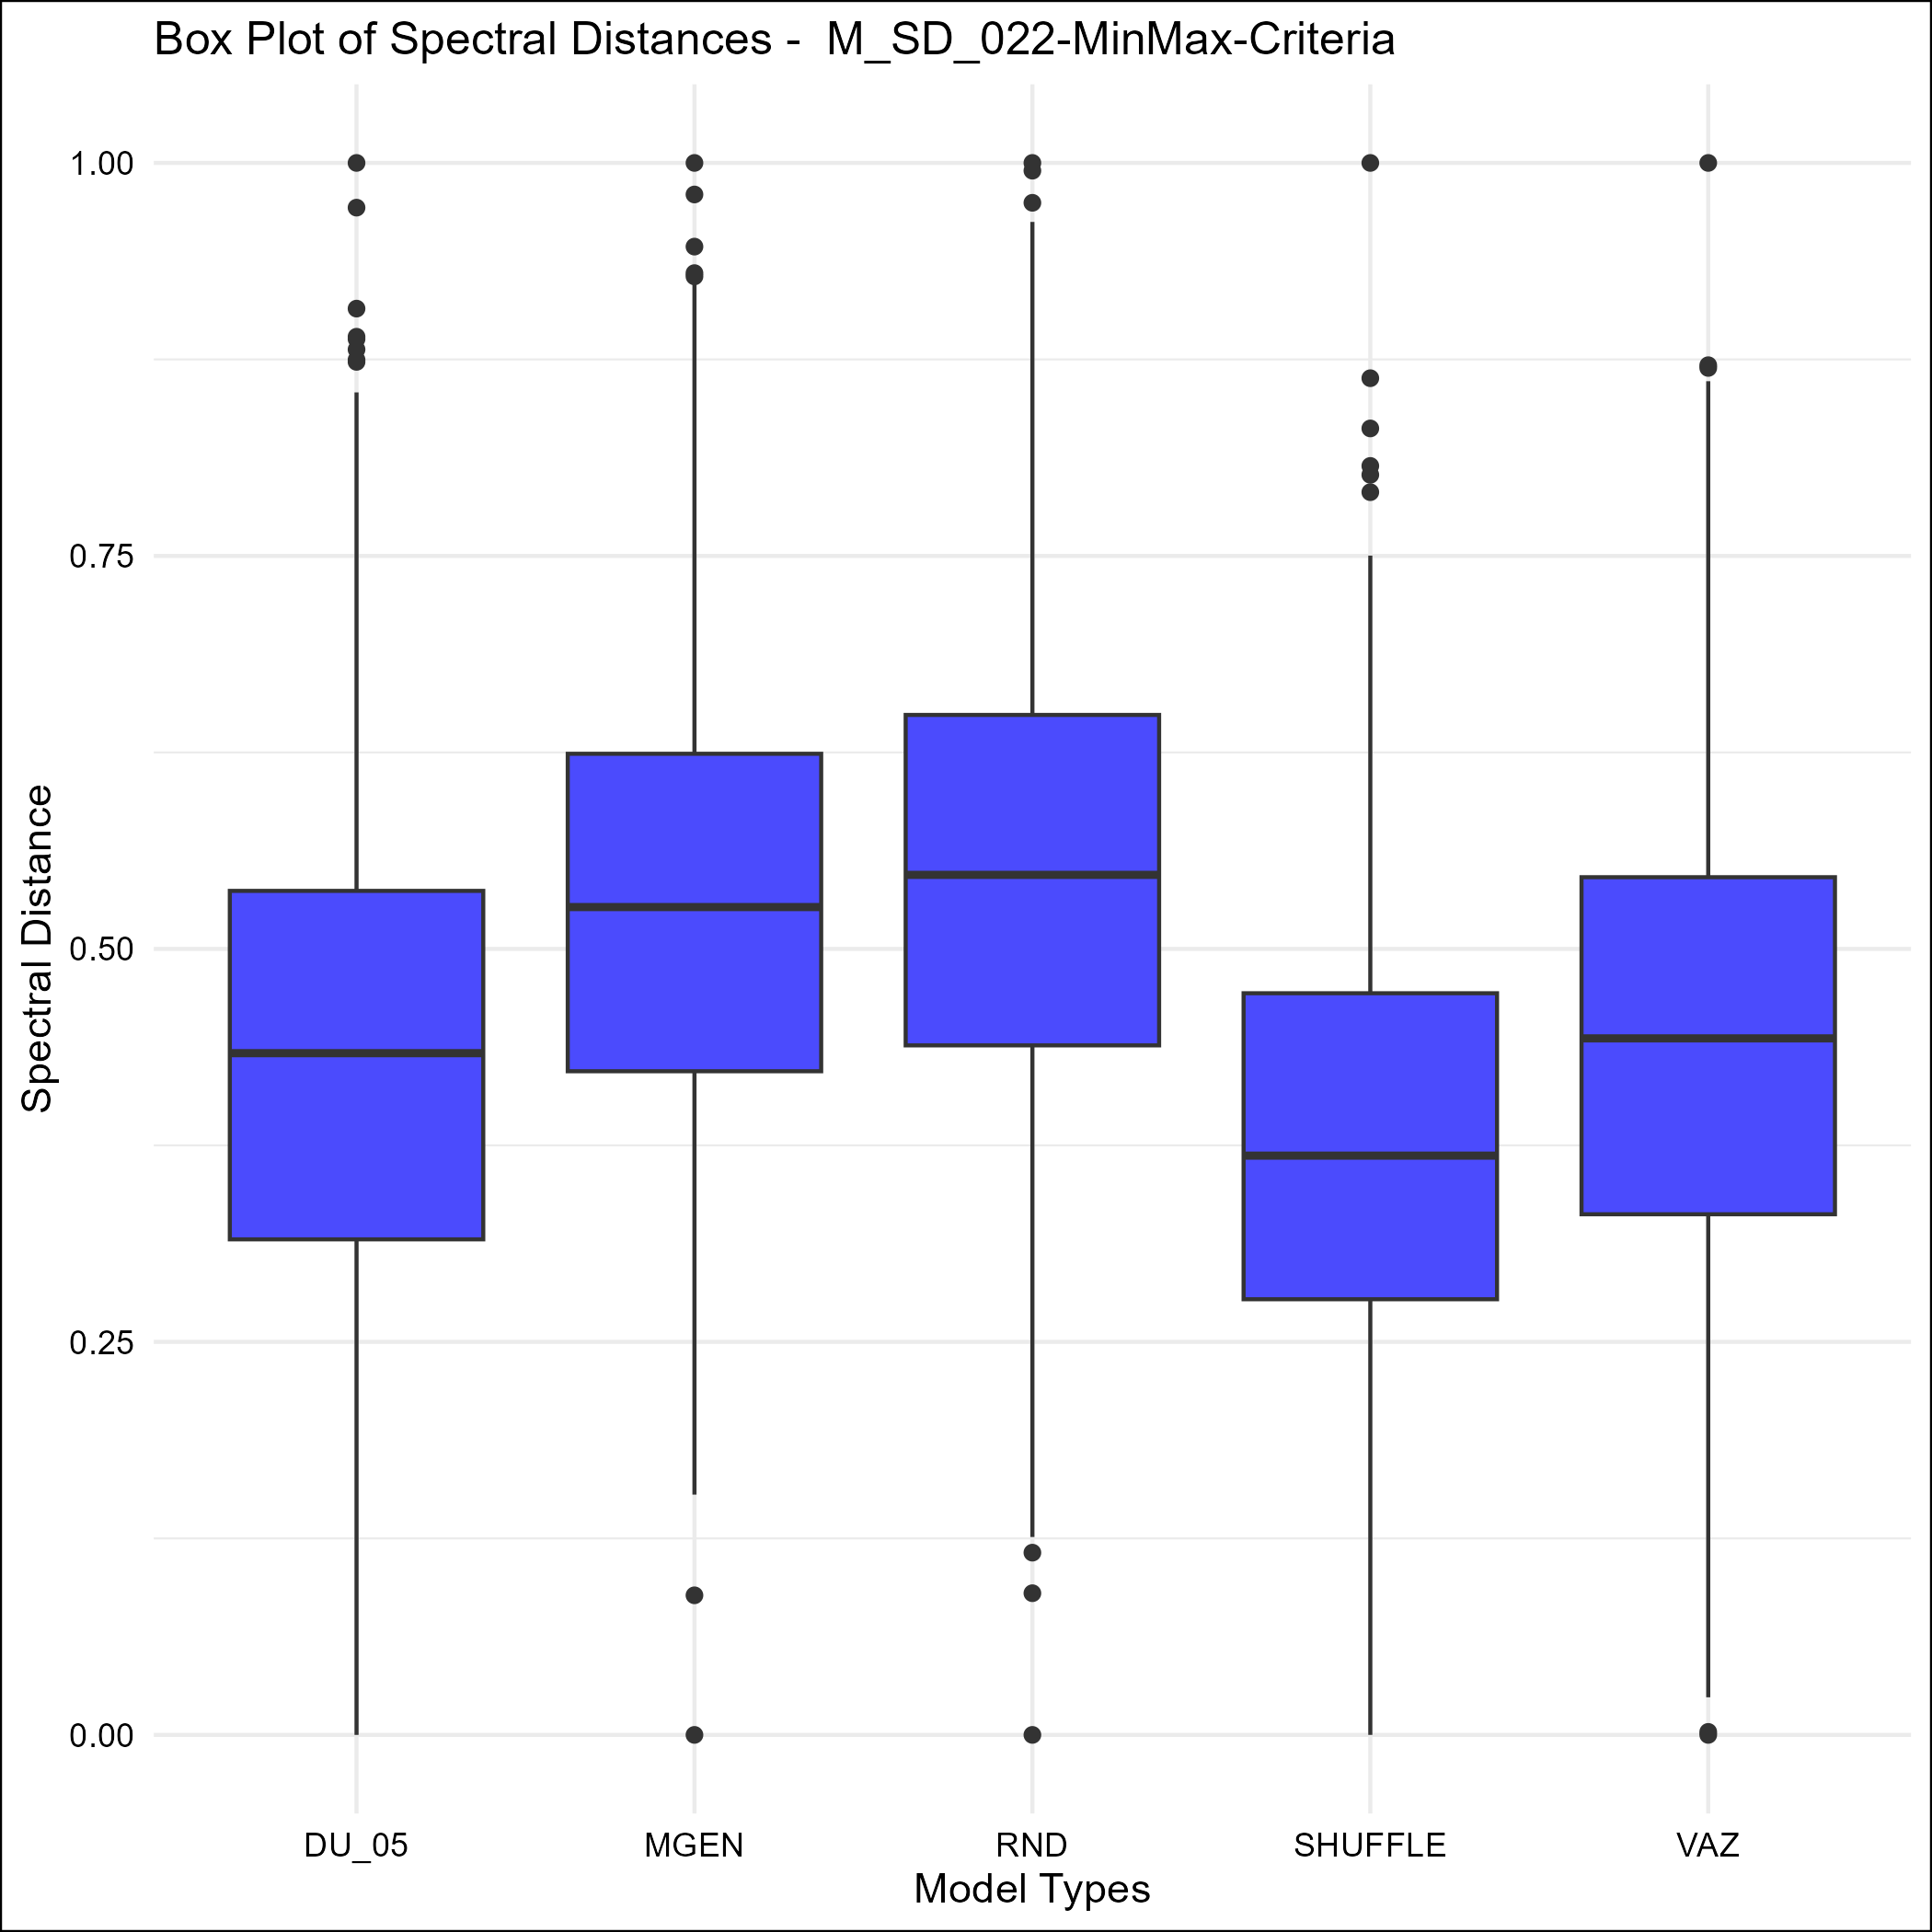 Box Plot of Spectral Distances -  M_SD_022-MinMax-Criteria
1.00
0.75
0.50
0.25
0.00
Spectral Distance
DU_05 MGEN RND SHUFFLE VAZ
Model Types